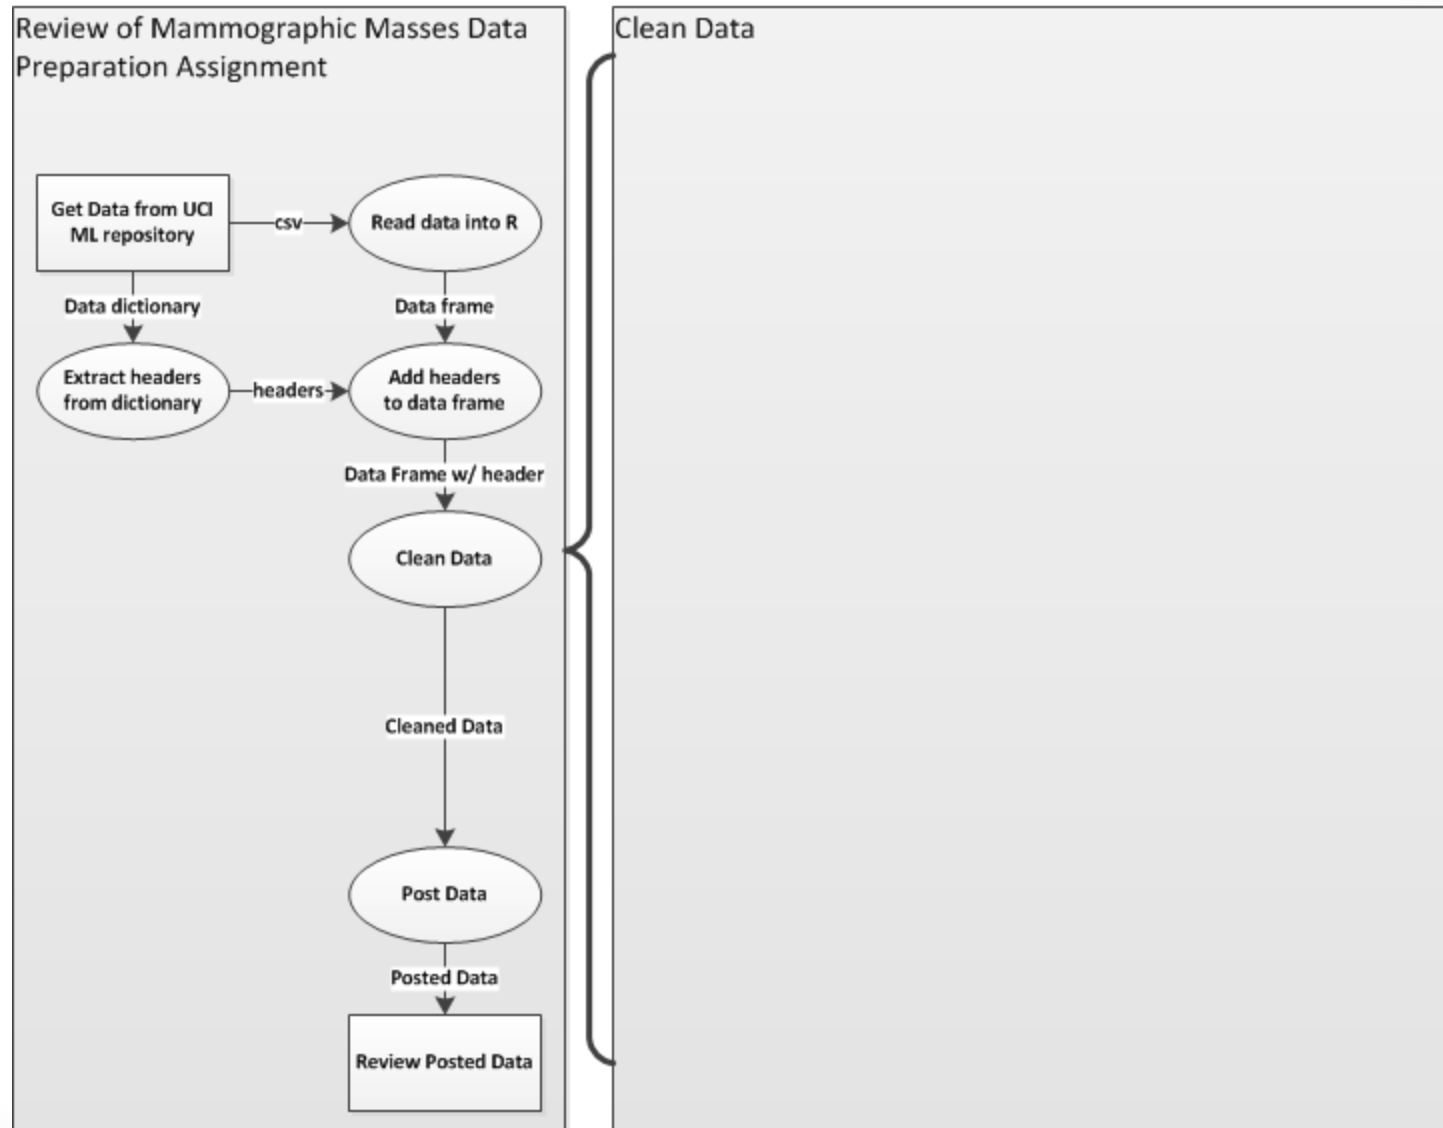 Review of Mammographic Masses Data
Preparation Assignment
Clean Data
Get Data from UCI
ML repository
csv
Read data into R
Data dictionary
Data frame
Extract headers
from dictionary
headers
Add headers
to data frame
Data Frame w/ header
Clean Data
Cleaned Data
Post Data
Posted Data
Review Posted Data